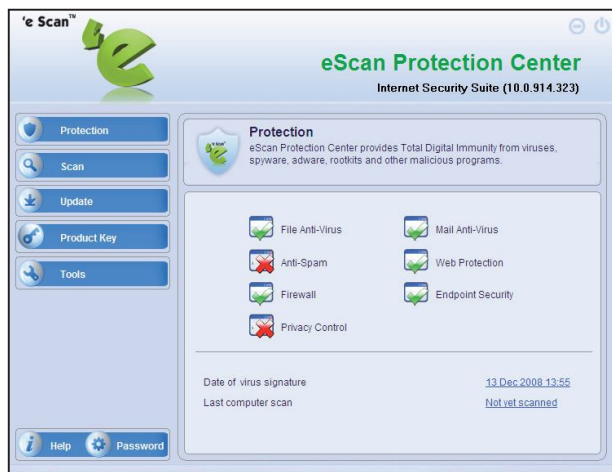 'e Scan™
eScan Protection Center
Internet Security Suite (10.0.914.323)
Protection
Scan
Update
Product Key
Tools
Protection
eScan Protection Center provides Total Digital Immunity from viruses,
spyware, adware, rootkits and other malicious programs.
File Anti-Virus
Mail Anti-Virus
Anti-Spam
Web Protection
Firewall
Endpoint Security
Privacy Control
Date of virus signature
13 Dec 2008 13:55
Last computer scan
Not yet scanned
Help
Password